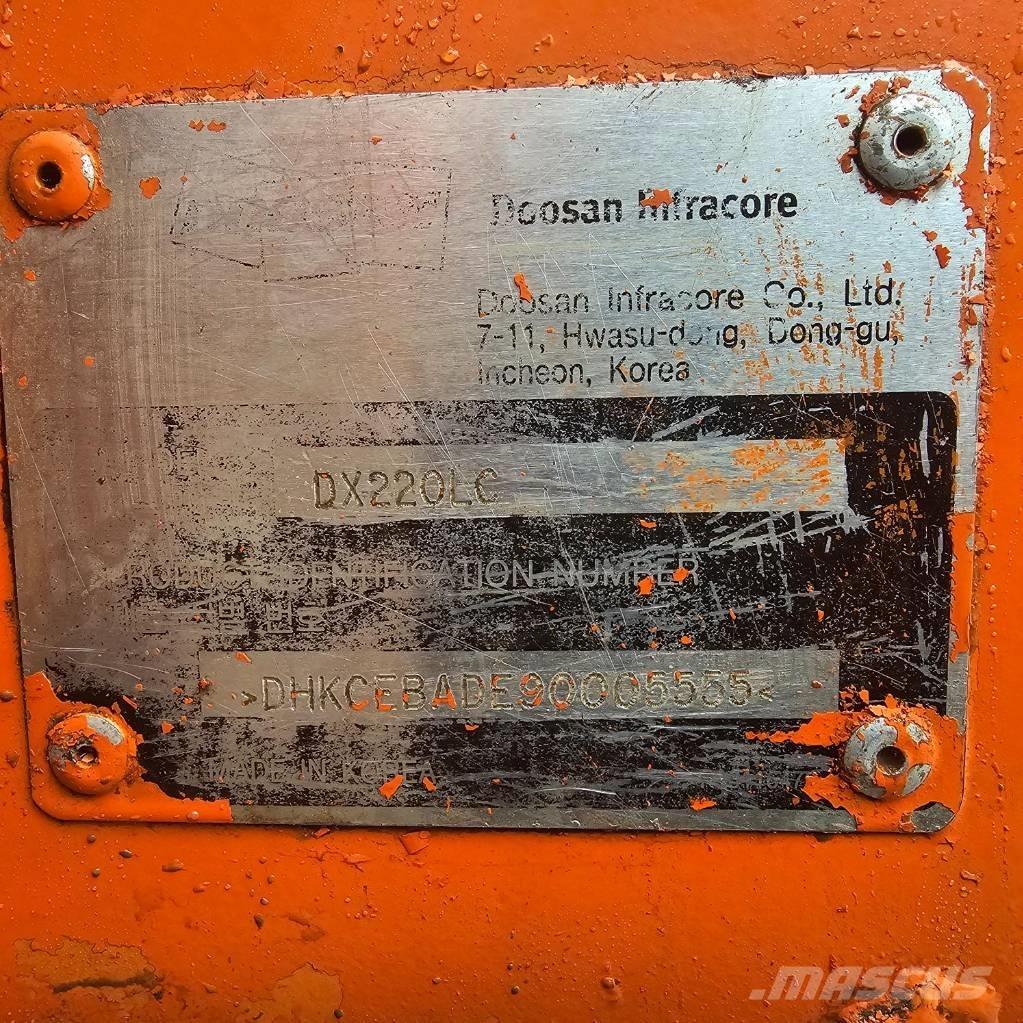 Doosan Infracore
Doosan Infracore Co., Ltd.
7-11, Hwasu-dong, Dong-gu,
Incheon, Korea
DX220LC
PRODUCT IDENTIFICATION NUMBER
>DHKCEBADE90005555<
MADE IN KOREA
MASCUS